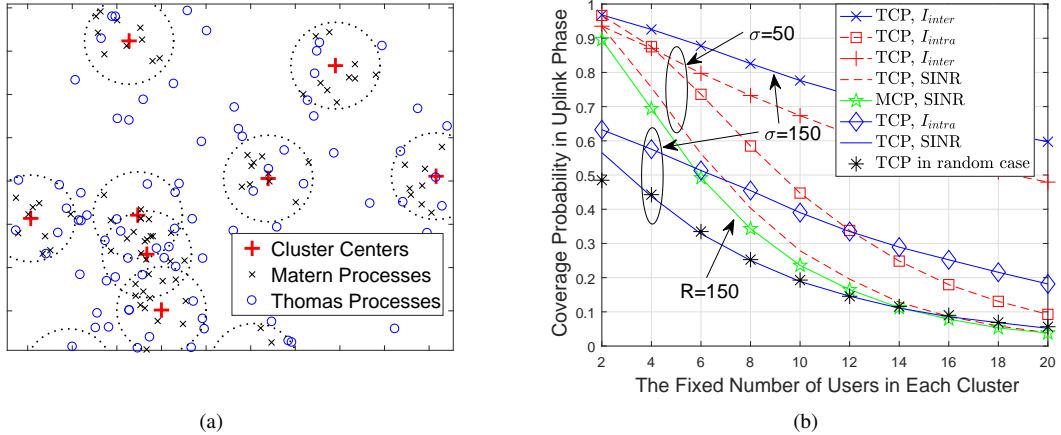 Cluster Centers
Matern Processes
Thomas Processes
(a)
Coverage Probability in Uplink Phase
1
0.9
0.8
0.7
0.6
0.5
0.4
0.3
0.2
0.1
0
2
4
6
8
10
12
14
16
18
20
The Fixed Number of Users in Each Cluster
σ=50
σ=150
R=150
TCP, I_inter
TCP, I_intra
TCP, I_inter
TCP, SINR
MCP, SINR
TCP, I_intra
TCP, SINR
TCP in random case
(b)